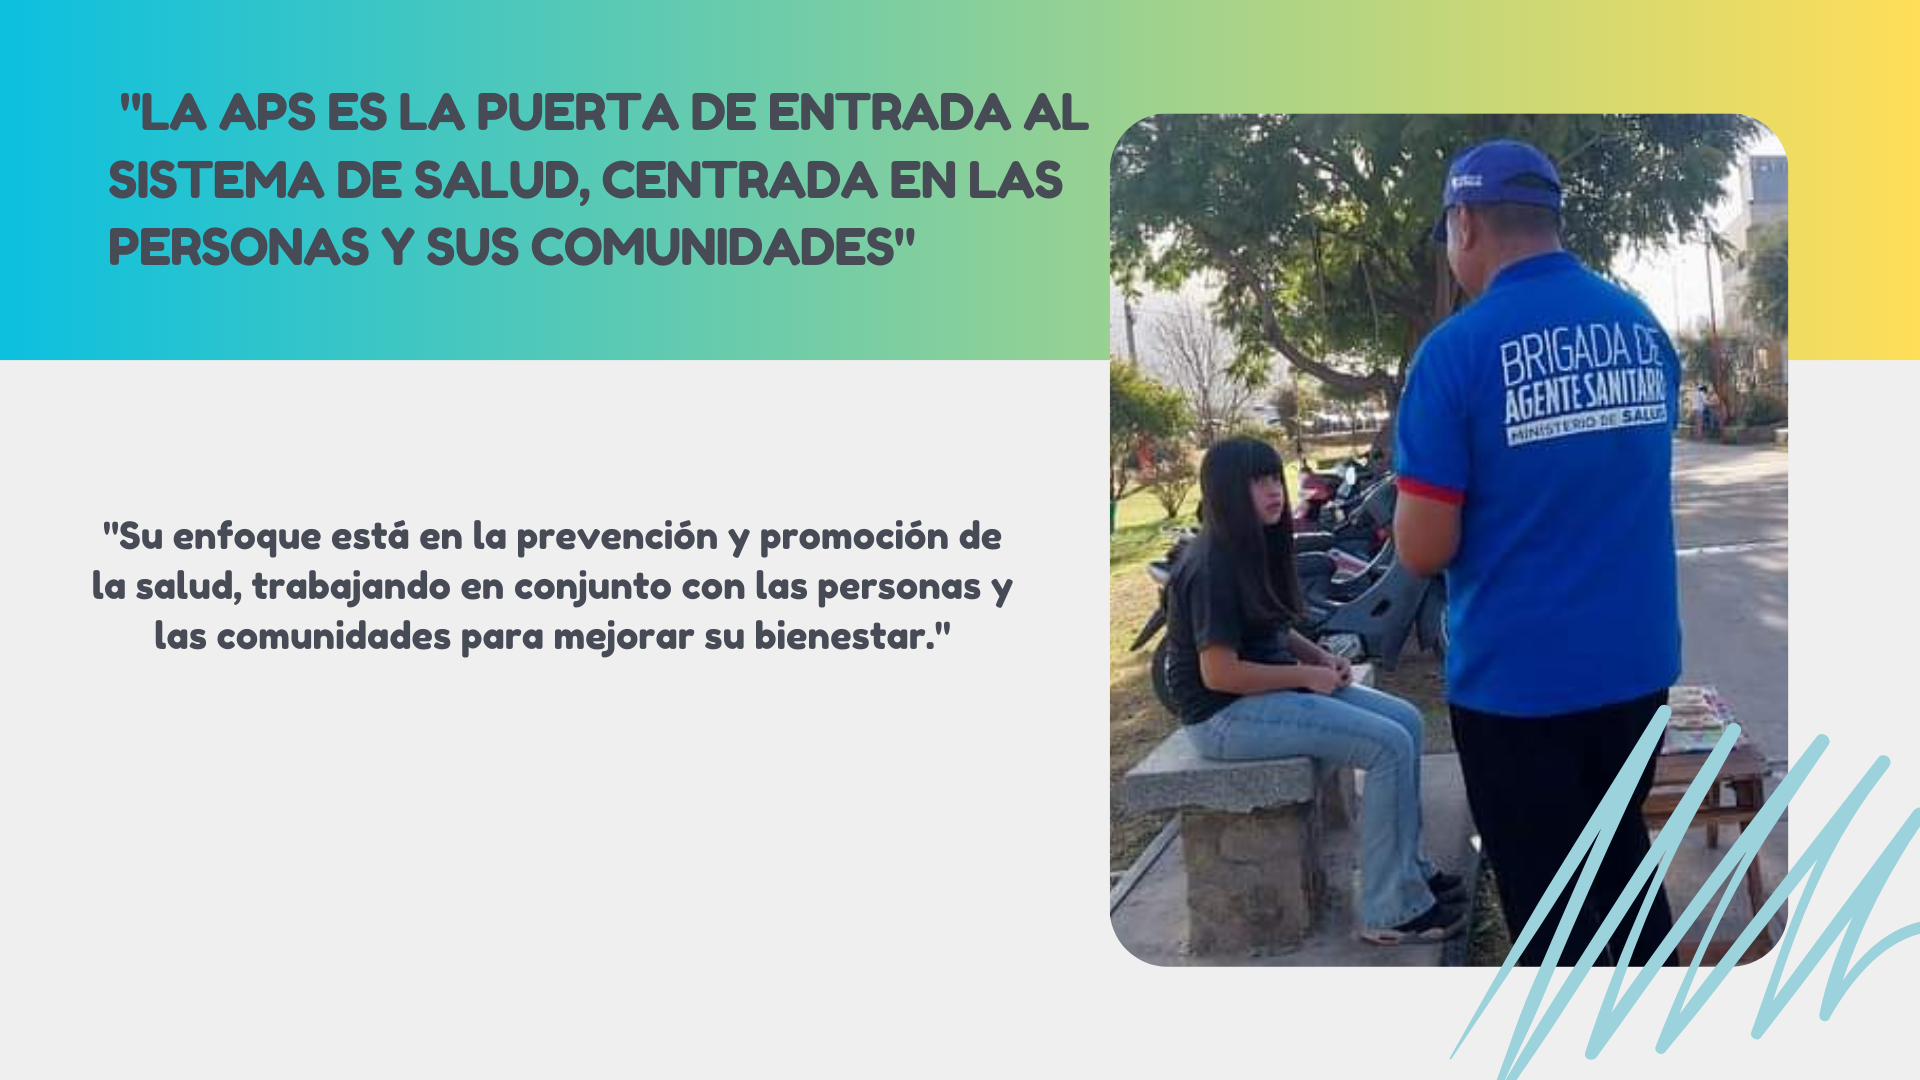 "LA APS ES LA PUERTA DE ENTRADA AL
SISTEMA DE SALUD, CENTRADA EN LAS
PERSONAS Y SUS COMUNIDADES"
"Su enfoque está en la prevención y promoción de
la salud, trabajando en conjunto con las personas y
las comunidades para mejorar su bienestar."
BRIGADA DE
AGENTE SANITARIO
MINISTERIO DE SALUD